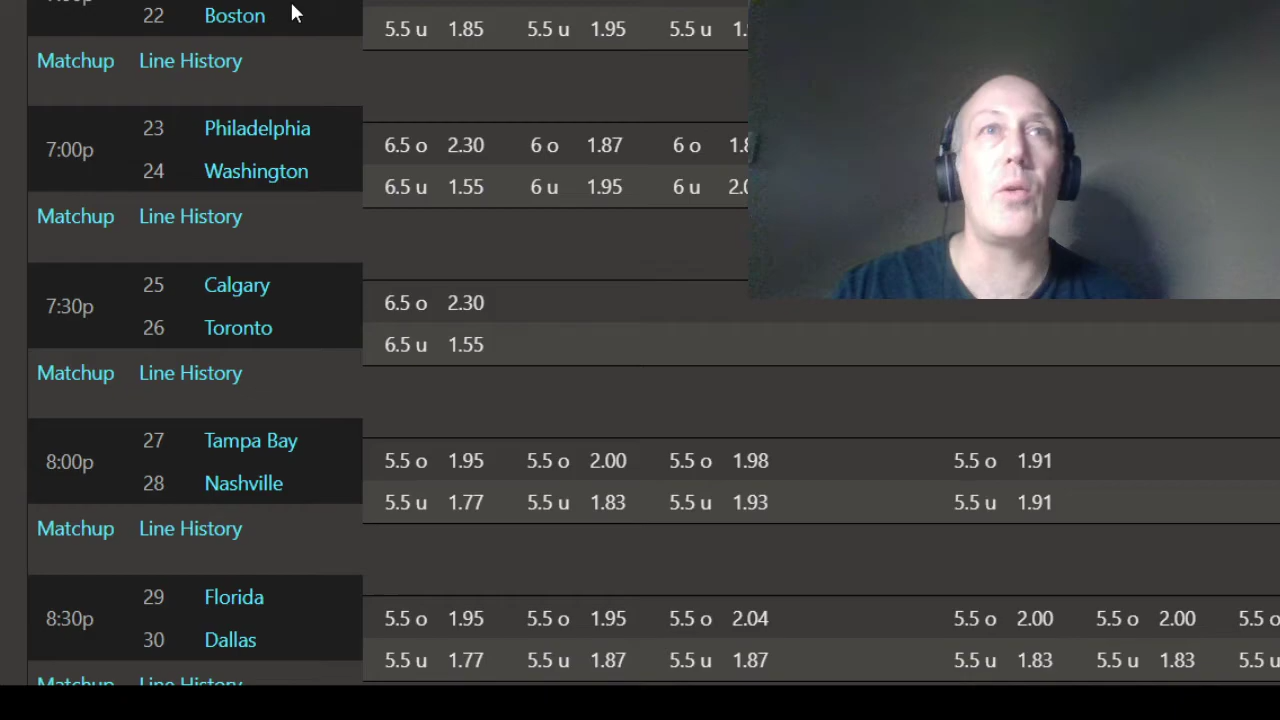 22 Boston
5.5 u 1.85 5.5 u 1.95 5.5 u
Matchup Line History
7:00p
23 Philadelphia
6.5 o 2.30 6 o 1.87 6 o
24 Washington
6.5 u 1.55 6 u 1.95 6 u
Matchup Line History
7:30p
25 Calgary
6.5 o 2.30
26 Toronto
6.5 u 1.55
Matchup Line History
8:00p
27 Tampa Bay
5.5 o 1.95 5.5 o 2.00 5.5 o 1.98 5.5 o 1.91
28 Nashville
5.5 u 1.77 5.5 u 1.83 5.5 u 1.93 5.5 u 1.91
Matchup Line History
8:30p
29 Florida
5.5 o 1.95 5.5 o 1.95 5.5 o 2.04 5.5 o 2.00 5.5 o 2.00 5.5 o
30 Dallas
5.5 u 1.77 5.5 u 1.87 5.5 u 1.87 5.5 u 1.83 5.5 u 1.83 5.5 u
Matchup Line History